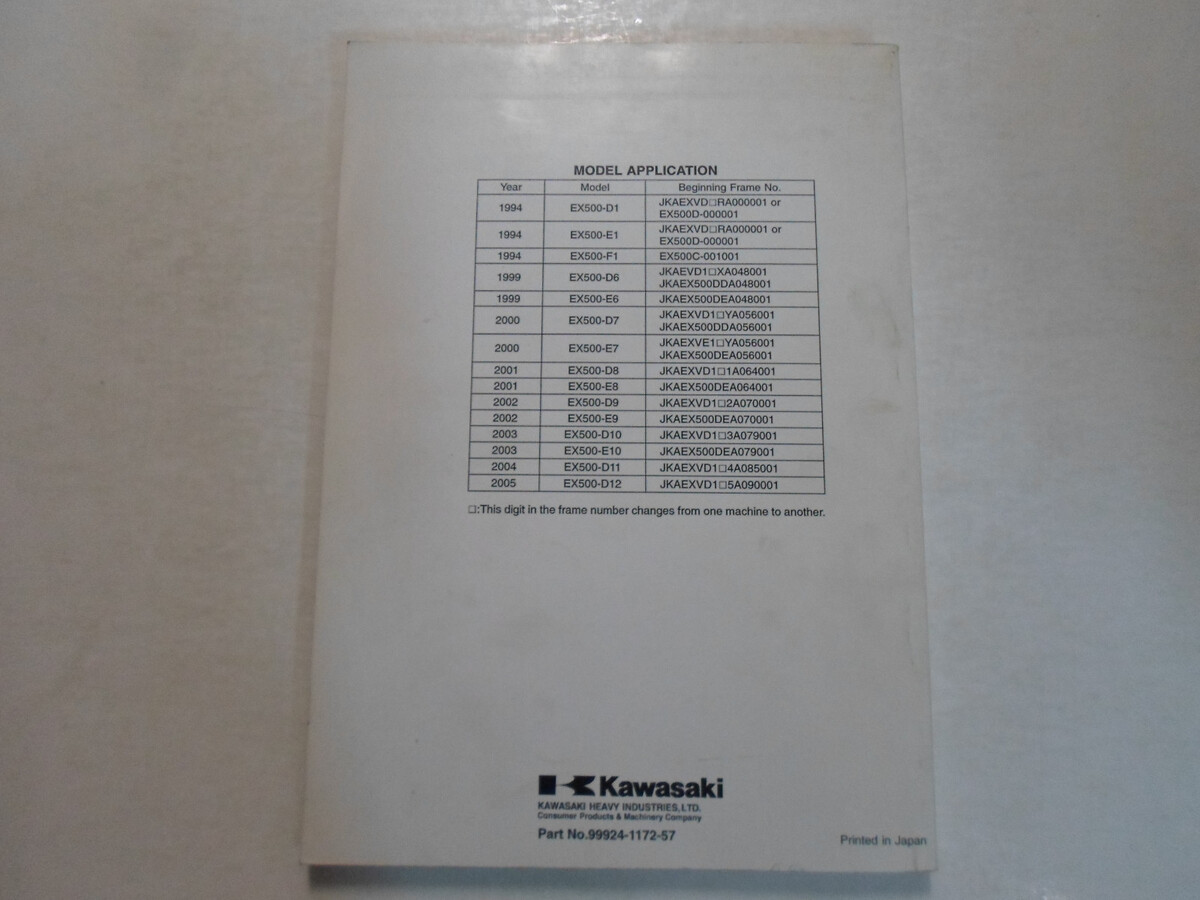 MODEL APPLICATION
Year Model Beginning Frame No.
1994 EX500-D1 JKAEXVD□RA000001 or
EX500D-000001
1994 EX500-E1 JKAEXVD□RA000001 or
EX500D-000001
1994 EX500-F1 EX500C-001001
1999 EX500-D6 JKAEVD1□XA048001
JKAEX500DDA048001
1999 EX500-E6 JKAEX500DEA048001
2000 EX500-D7 JKAEXVD1□YA056001
JKAEX500DDA056001
2000 EX500-E7 JKAEXVE1□YA056001
JKAEX500DEA056001
2001 EX500-D8 JKAEXVD1□1A064001
2001 EX500-E8 JKAEX500DEA064001
2002 EX500-D9 JKAEXVD1□2A070001
2002 EX500-E9 JKAEX500DEA070001
2003 EX500-D10 JKAEXVD1□3A079001
2003 EX500-E10 JKAEX500DEA079001
2004 EX500-D11 JKAEXVD1□4A085001
2005 EX500-D12 JKAEXVD1□5A090001
□:This digit in the frame number changes from one machine to another.
Kawasaki
KAWASAKI HEAVY INDUSTRIES,LTD.
Consumer Products & Machinery Company
Part No.99924-1172-57
Printed in Japan